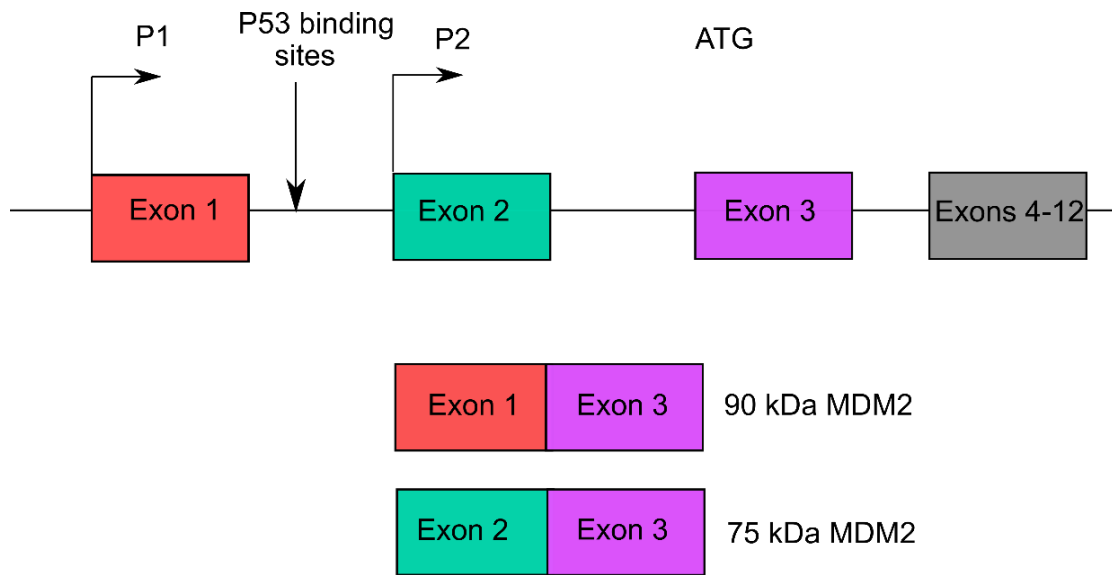 P1
P53 binding
sites
P2
ATG
Exon 1
Exon 2
Exon 3
Exons 4-12
Exon 1
Exon 3
90 kDa MDM2
Exon 2
Exon 3
75 kDa MDM2